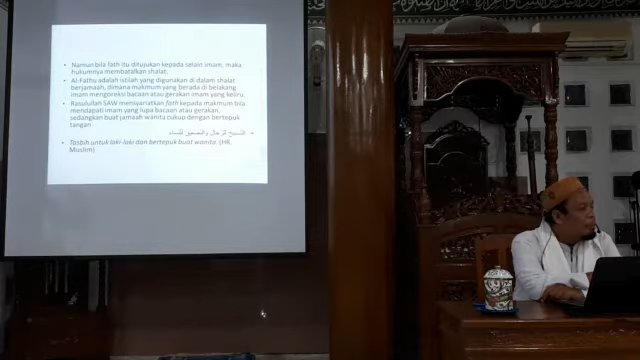 Namun bila fath itu ditujukan kepada selain imam, maka
hukumnya membatalkan shalat.
Al-Fathu adalah istilah yang digunakan di dalam shalat
berjamaah, dimana makmum yang berada di belakang
imam mengoreksi bacaan atau gerakan imam yang keliru.
Rasulullah SAW mensyariatkan fath kepada makmum bila
mendapati imam yang lupa bacaan atau gerakan,
sedangkan buat jamaah wanita cukup dengan bertepuk
tangan
التسبيح للرجال والتصفيق للنساء
Tasbih untuk laki-laki dan bertepuk buat wanita. (HR.
Muslim)